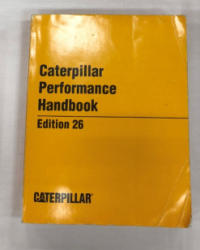 Caterpillar
Performance
Handbook
Edition 26
CATERPILLAR